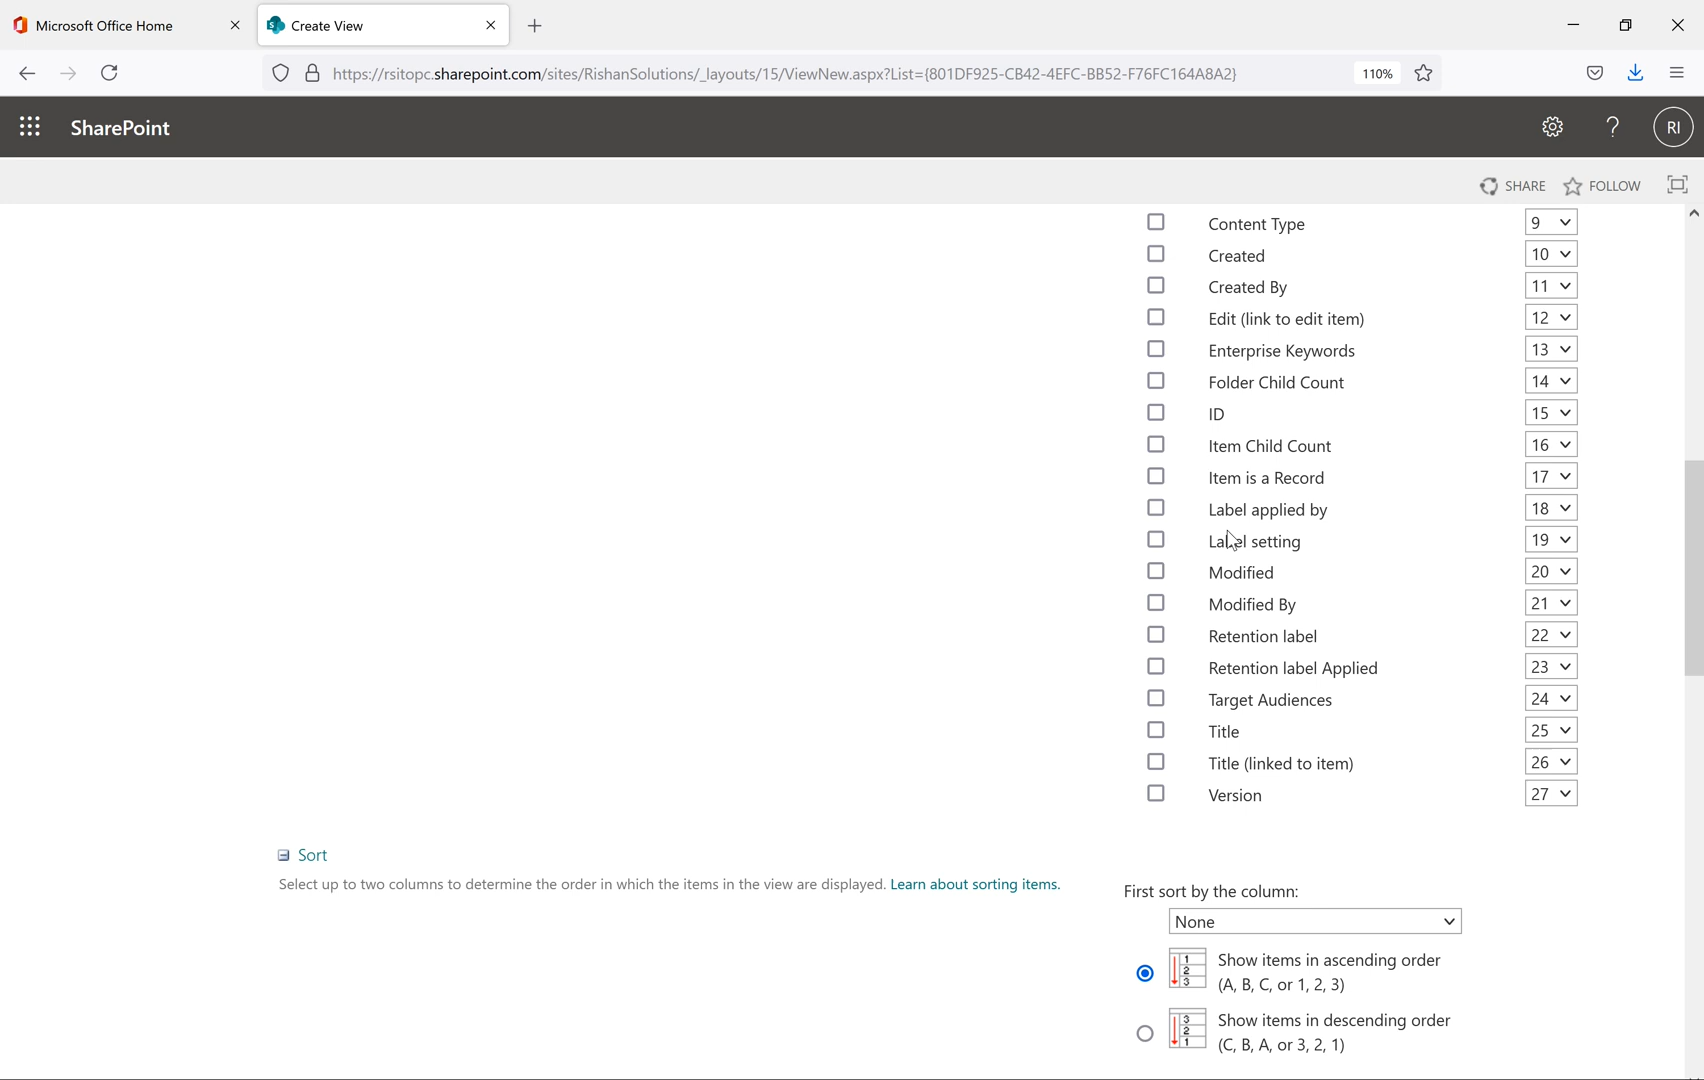 Microsoft Office Home
Create View
https://rsitopc.sharepoint.com/sites/RishanSolutions/_layouts/15/ViewNew.aspx?List={801DF925-CB42-4EFC-BB52-F76FC164A8A2}
110%
SharePoint
?
RI
SHARE
FOLLOW
Content Type 9
Created 10
Created By 11
Edit (link to edit item) 12
Enterprise Keywords 13
Folder Child Count 14
ID 15
Item Child Count 16
Item is a Record 17
Label applied by 18
Label setting 19
Modified 20
Modified By 21
Retention label 22
Retention label Applied 23
Target Audiences 24
Title 25
Title (linked to item) 26
Version 27
Sort
Select up to two columns to determine the order in which the items in the view are displayed. Learn about sorting items.
First sort by the column:
None
1
2
3
Show items in ascending order
(A, B, C, or 1, 2, 3)
3
2
1
Show items in descending order
(C, B, A, or 3, 2, 1)